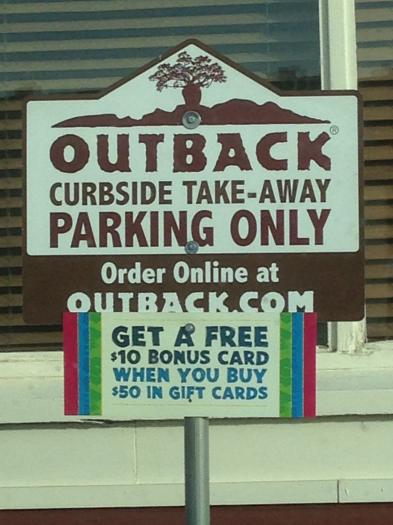 OUTBACK®
CURBSIDE TAKE-AWAY
PARKING ONLY
Order Online at
OUTBACK.COM
GET A FREE
$10 BONUS CARD
WHEN YOU BUY
$50 IN GIFT CARDS